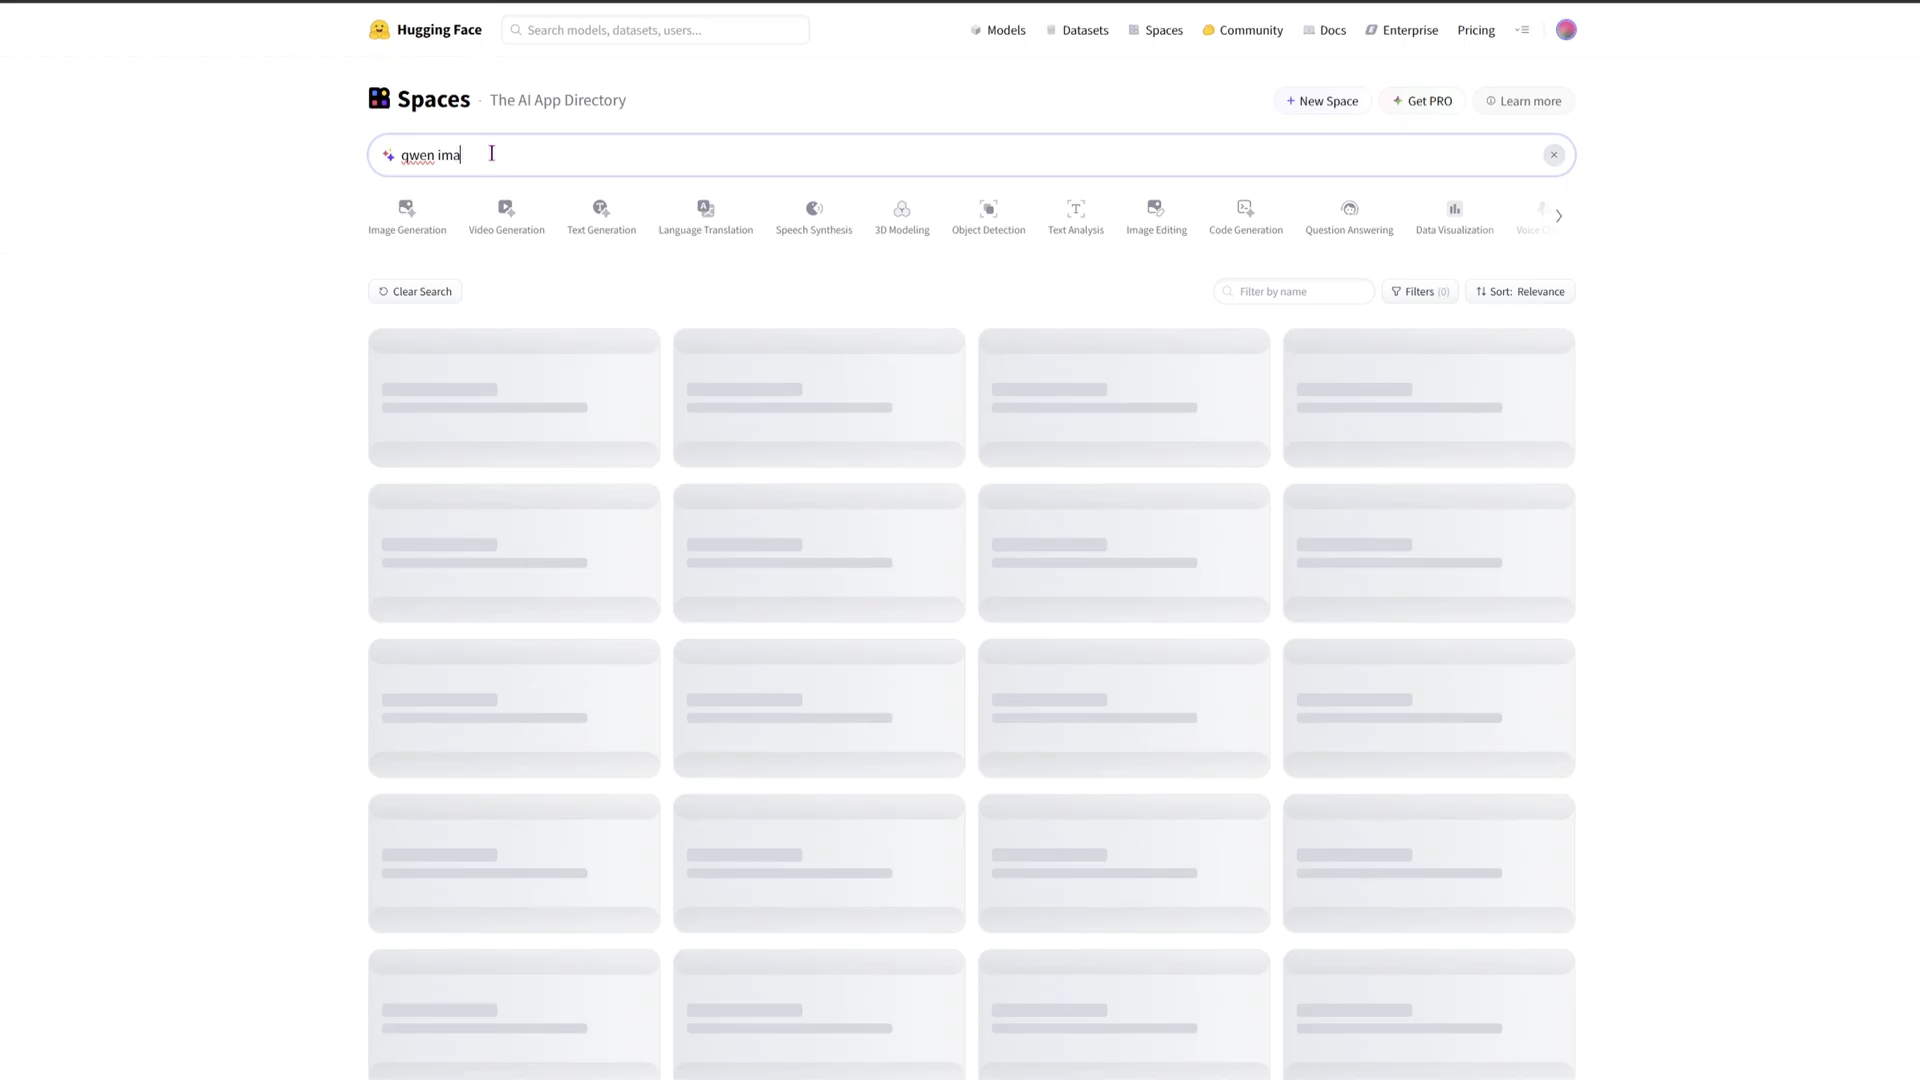 Hugging Face
Search models, datasets, users...
Models
Datasets
Spaces
Community
Docs
Enterprise
Pricing
Spaces · The AI App Directory
+ New Space
Get PRO
Learn more
qwen ima
Image Generation
Video Generation
Text Generation
Language Translation
Speech Synthesis
3D Modeling
Object Detection
Text Analysis
Image Editing
Code Generation
Question Answering
Data Visualization
Voice
Clear Search
Filter by name
Filters (0)
Sort: Relevance